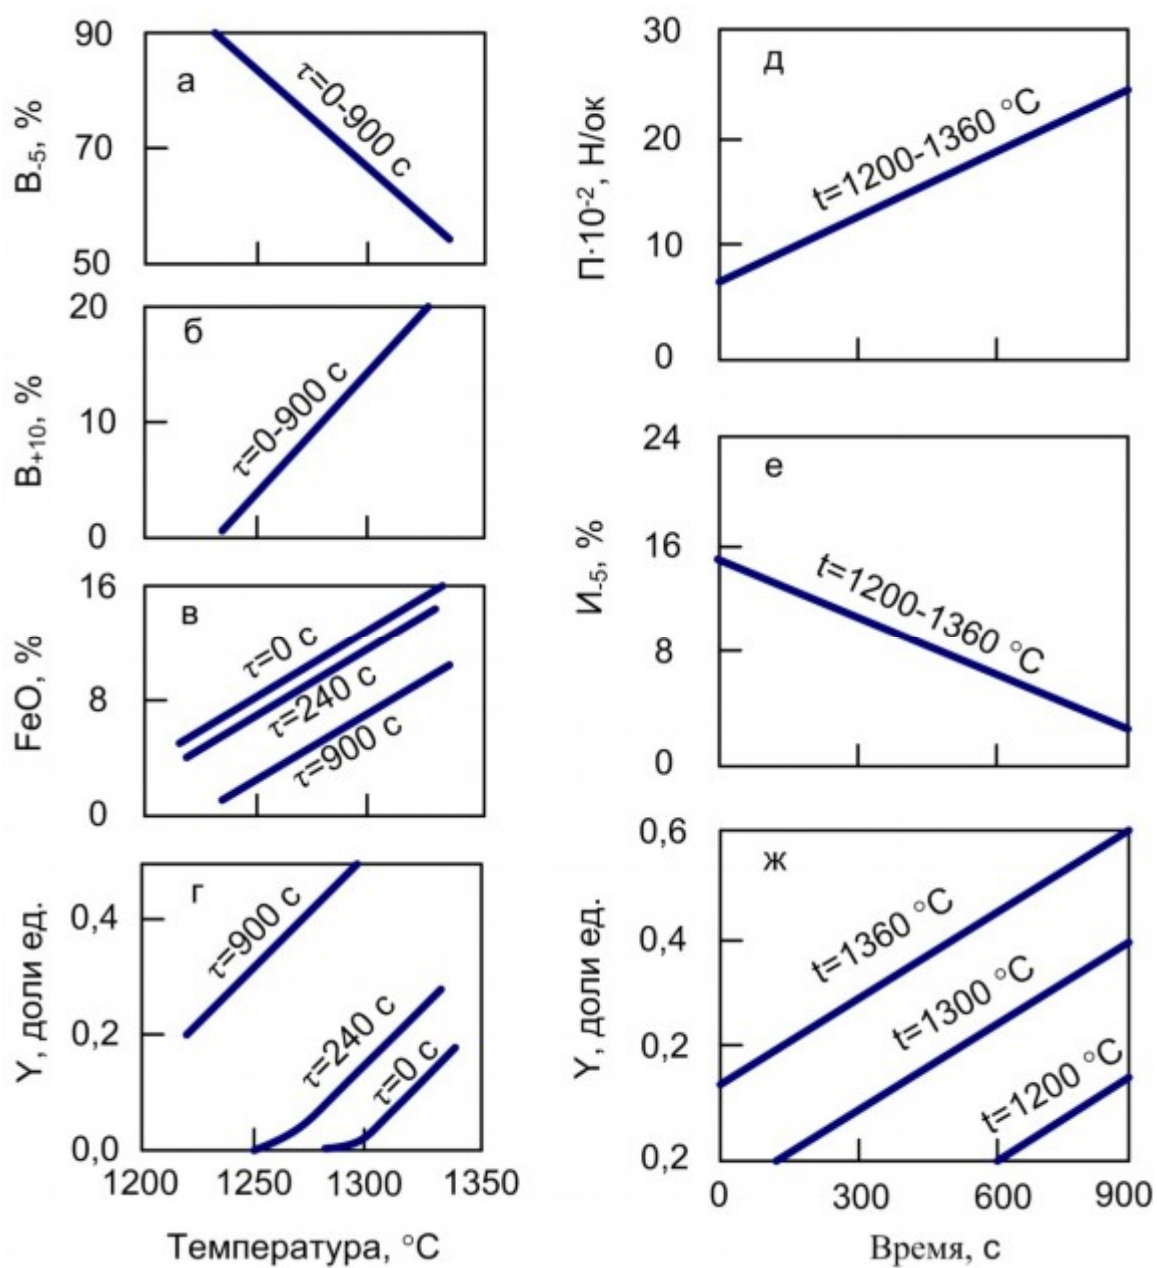 90
70
50
B-5, %
а
τ=0-900 с
20
10
0
B+10, %
б
τ=0-900 с
16
8
0
FeO, %
в
τ=0 с
τ=240 с
τ=900 с
0,4
0,2
0,0
Y, доли ед.
г
τ=900 с
τ=240 с
τ=0 с
1200 1250 1300 1350
Температура, °C
30
20
10
0
П·10-2, Н/ок
д
t=1200-1360 °C
24
16
8
0
И-5, %
е
t=1200-1360 °C
0,6
0,4
0,2
0,2
Y, доли ед.
ж
t=1360 °C
t=1300 °C
t=1200 °C
0 300 600 900
Время, с